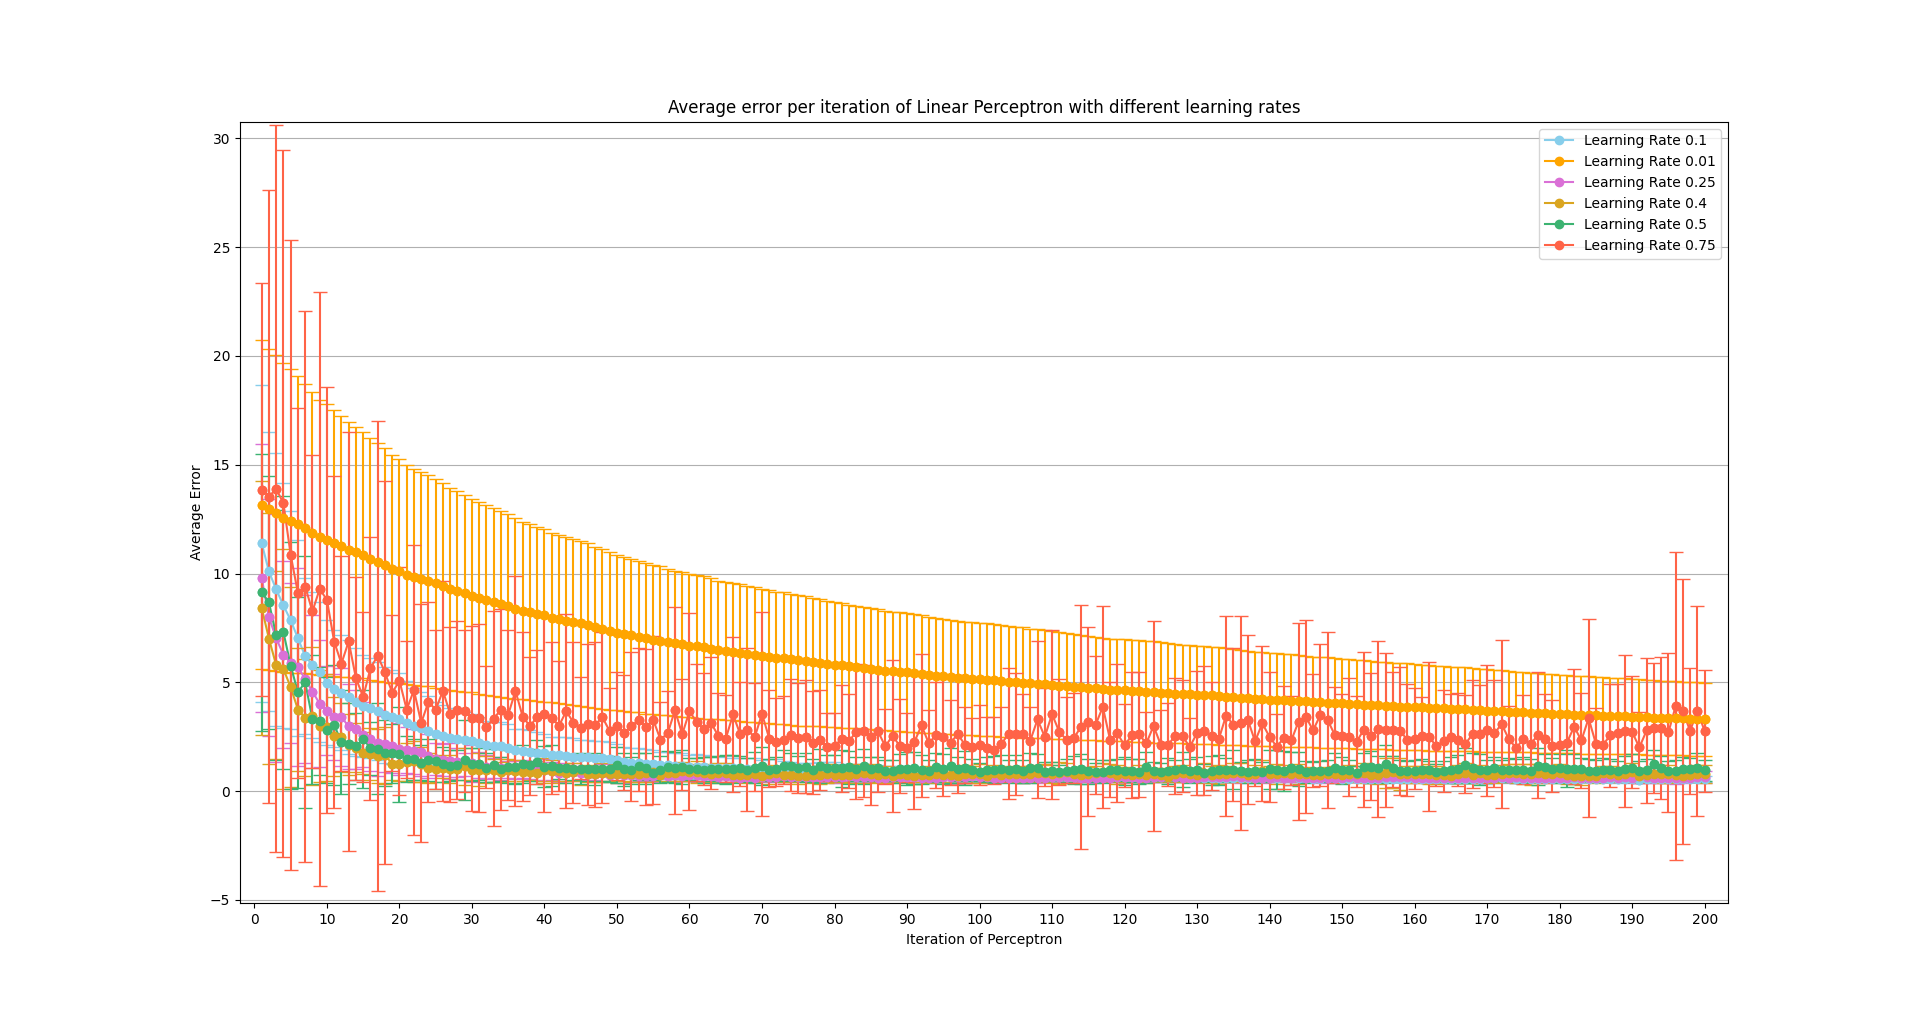 Average error per iteration of Linear Perceptron with different learning rates
Learning Rate 0.1
Learning Rate 0.01
Learning Rate 0.25
Learning Rate 0.4
Learning Rate 0.5
Learning Rate 0.75
30
25
20
15
10
5
0
−5
Average Error
0 10 20 30 40 50 60 70 80 90 100 110 120 130 140 150 160 170 180 190 200
Iteration of Perceptron